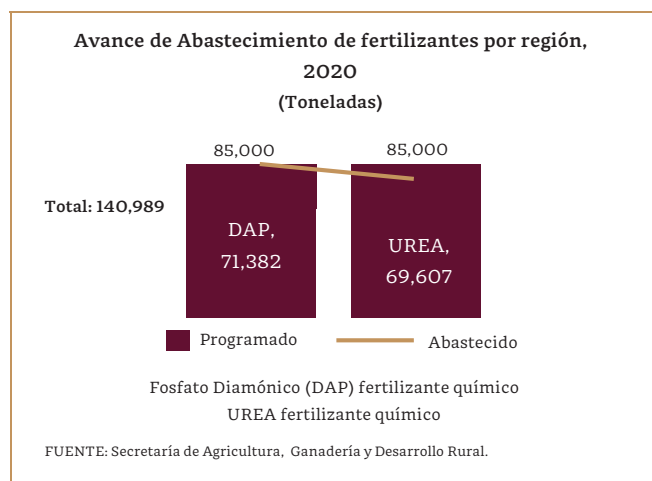 Avance de Abastecimiento de fertilizantes por región,
2020
(Toneladas)
85,000
85,000
Total: 140,989
DAP,
71,382
UREA,
69,607
Programado
Abastecido
Fosfato Diamónico (DAP) fertilizante químico
UREA fertilizante químico
FUENTE: Secretaría de Agricultura, Ganadería y Desarrollo Rural.